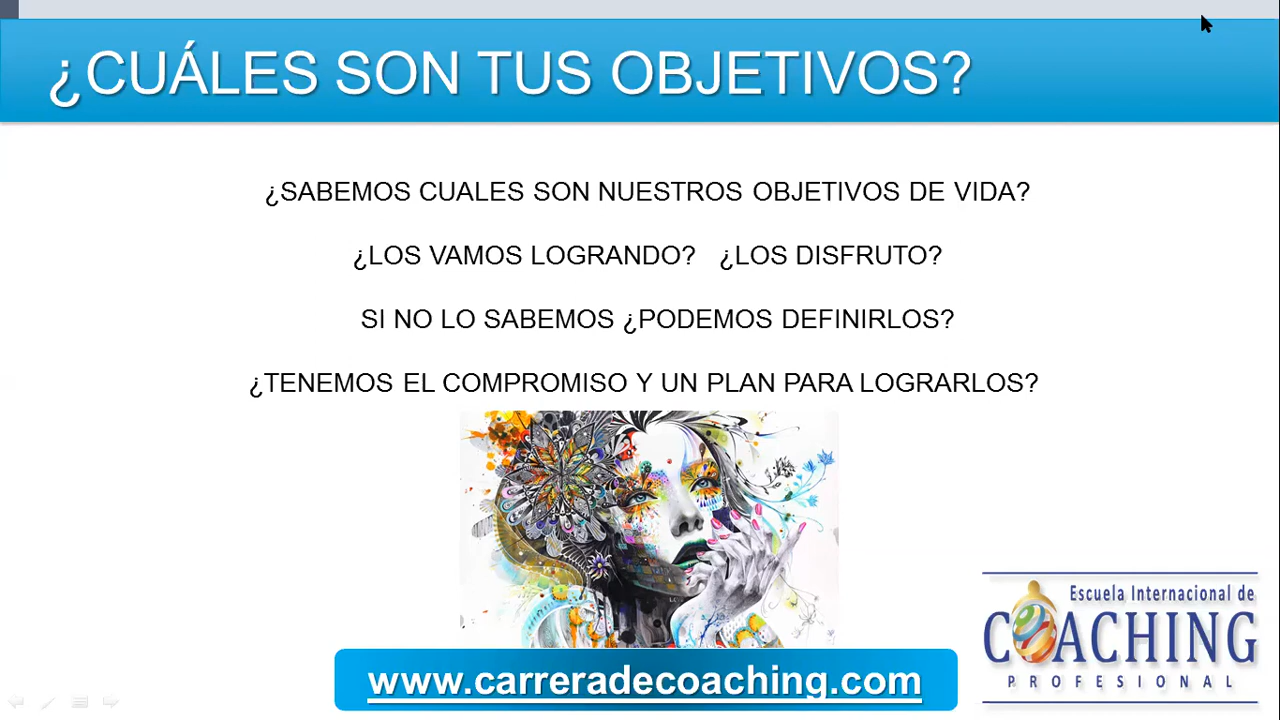 ¿CUÁLES SON TUS OBJETIVOS?
¿SABEMOS CUALES SON NUESTROS OBJETIVOS DE VIDA?
¿LOS VAMOS LOGRANDO? ¿LOS DISFRUTO?
SI NO LO SABEMOS ¿PODEMOS DEFINIRLOS?
¿TENEMOS EL COMPROMISO Y UN PLAN PARA LOGRARLOS?
Escuela Internacional de
COACHING
PROFESIONAL
www.carreradecoaching.com